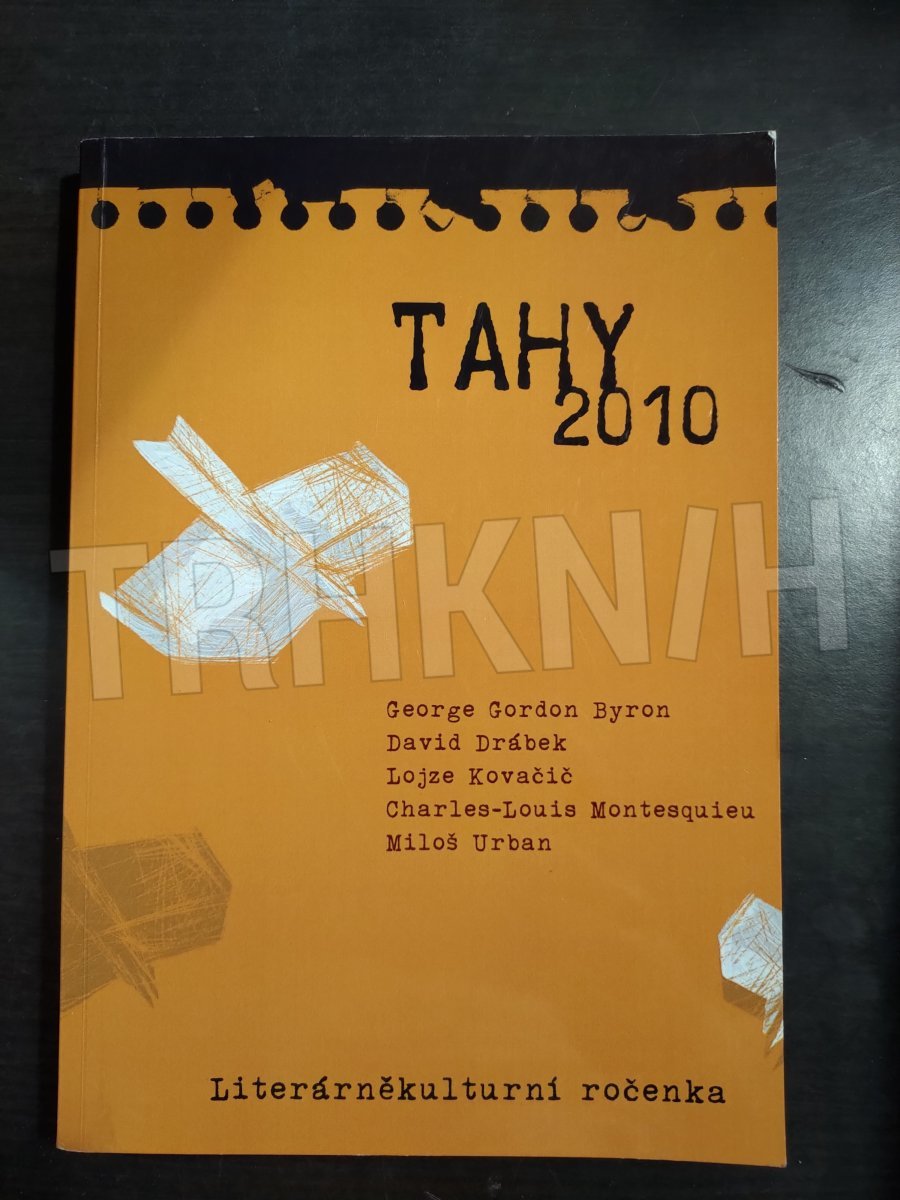 TAHY
2010
TRHKNIH
George Gordon Byron
David Drábek
Lojze Kovačič
Charles-Louis Montesquieu
Miloš Urban
Literárněkulturní ročenka